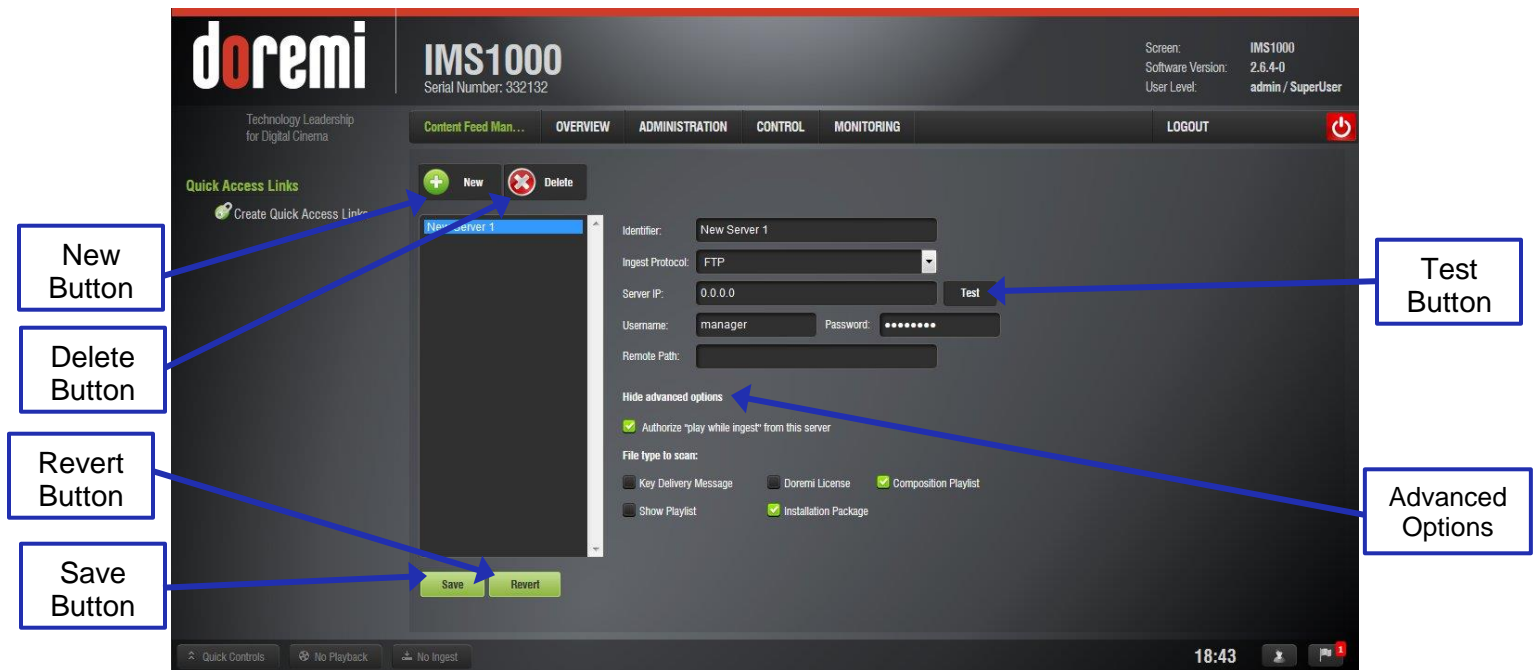 doremi
IMS1000
Serial Number: 332132
Screen: IMS1000
Software Version: 2.6.4-0
User Level: admin / SuperUser
Technology Leadership
for Digital Cinema
Content Feed Man... OVERVIEW ADMINISTRATION CONTROL MONITORING LOGOUT
Quick Access Links
Create Quick Access Links
New Delete
New Server 1
Identifier: New Server 1
Ingest Protocol: FTP
Server IP: 0.0.0.0 Test
Username: manager Password: ••••••••
Remote Path:
Hide advanced options
Authorize "play while ingest" from this server
File type to scan:
Key Delivery Message Doremi License Composition Playlist
Show Playlist Installation Package
Save Revert
Quick Controls No Playback No Ingest 18:43 1
New
Button
Delete
Button
Revert
Button
Save
Button
Test
Button
Advanced
Options